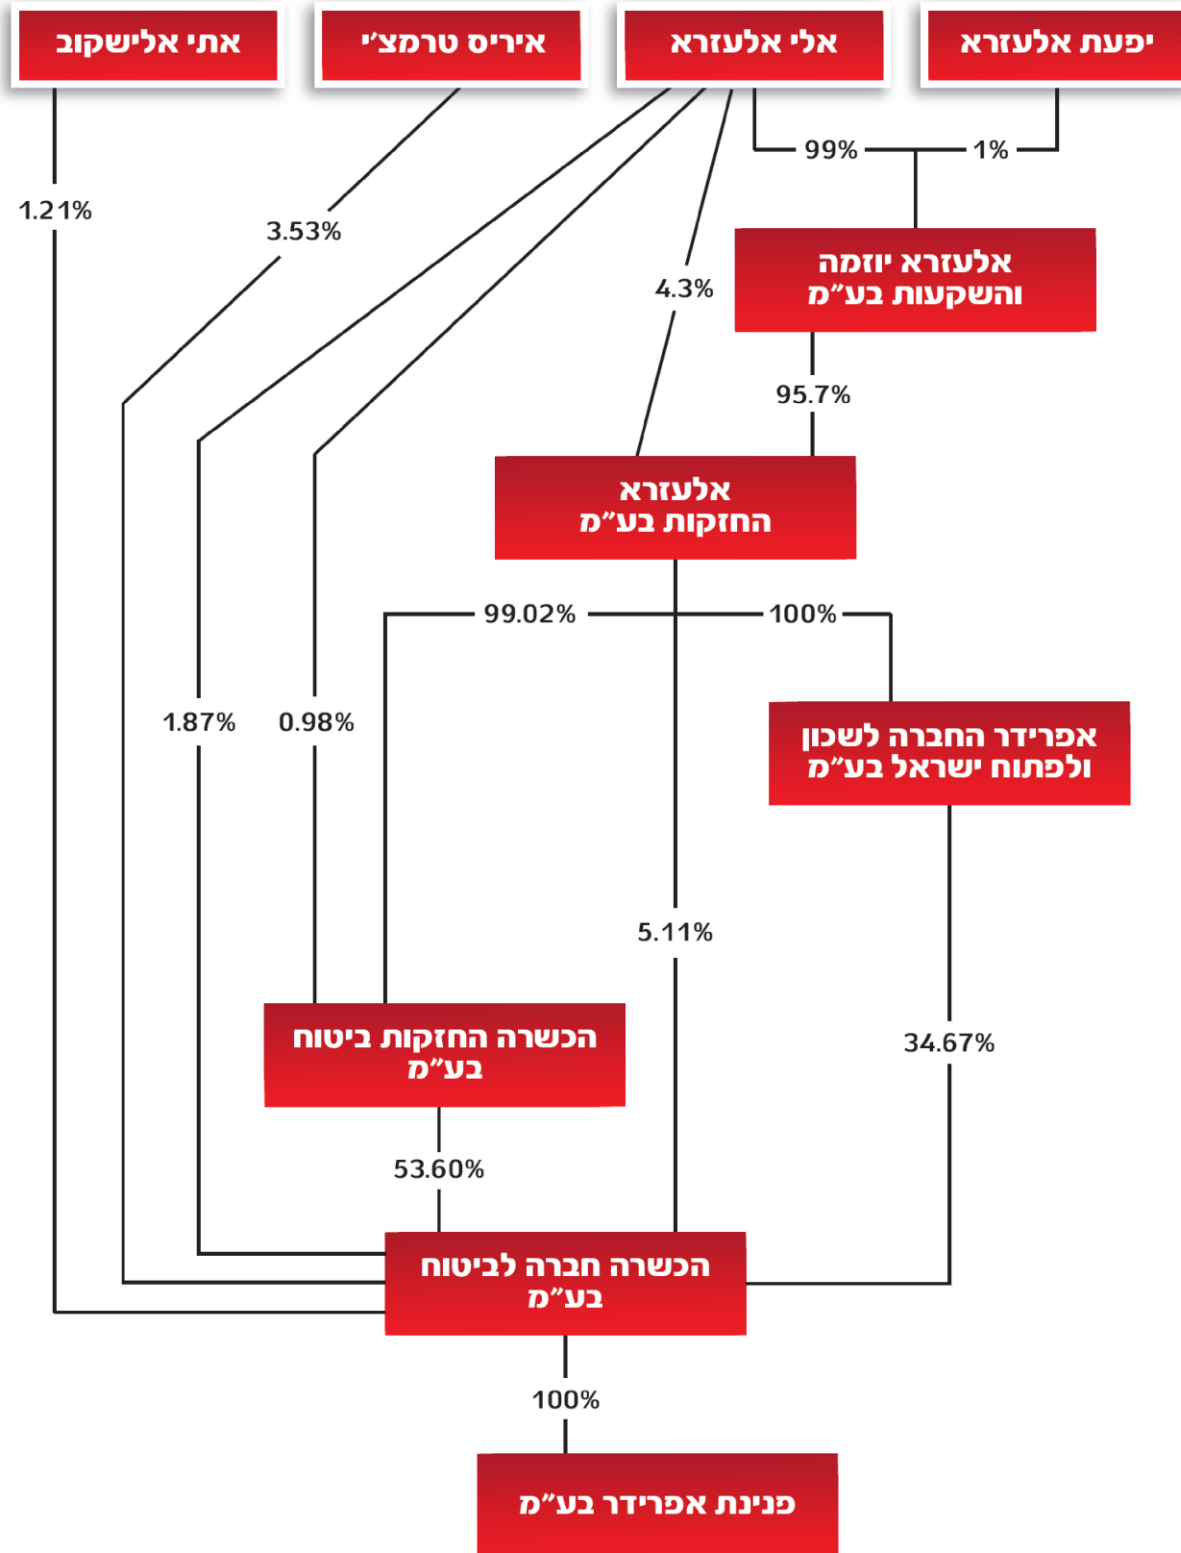 יפעת אלעזרא
אלי אלעזרא
איריס טרמצ׳י
אתי אלישקוב
99%
1%
1.21%
3.53%
אלעזרא יוזמה
והשקעות בע״מ
4.3%
95.7%
אלעזרא
החזקות בע״מ
99.02%
100%
1.87%
0.98%
אפרידר החברה לשכון
ולפתוח ישראל בע״מ
5.11%
הכשרה החזקות ביטוח
בע״מ
34.67%
53.60%
הכשרה חברה לביטוח
בע״מ
100%
פנינת אפרידר בע״מ